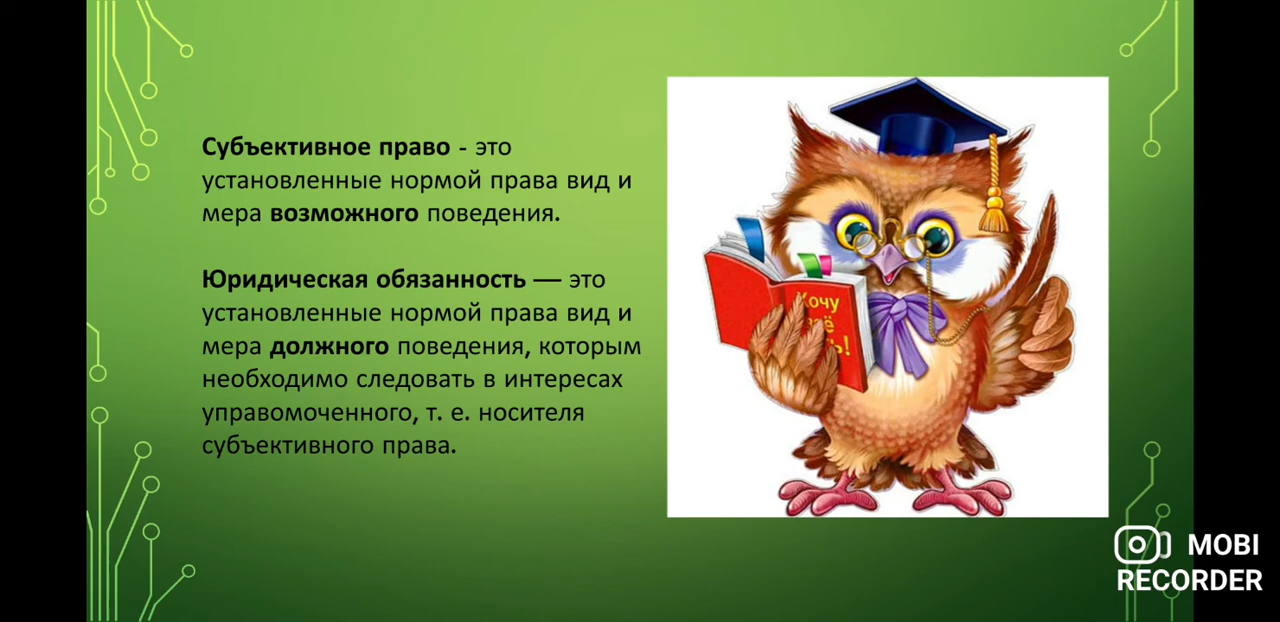 Субъективное право - это
установленные нормой права вид и
мера возможного поведения.
Юридическая обязанность — это
установленные нормой права вид и
мера должного поведения, которым
необходимо следовать в интересах
управомоченного, т. е. носителя
субъективного права.
Хочу
всё
MOBI
RECORDER